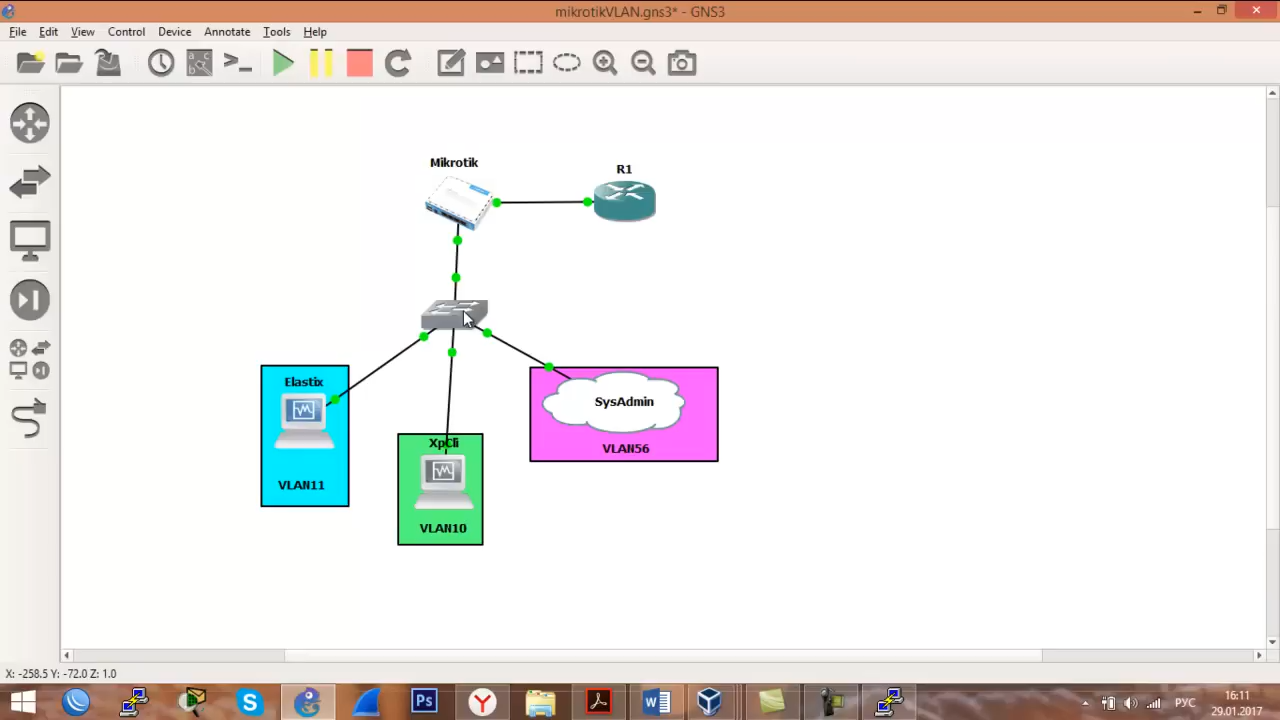 mikrotikVLAN.gns3* - GNS3
File Edit View Control Device Annotate Tools Help
Mikrotik
R1
Elastix
VLAN11
XpCli
VLAN10
SysAdmin
VLAN56
X: -258.5 Y: -72.0 Z: 1.0
Ps
РУС
16:11
29.01.2017